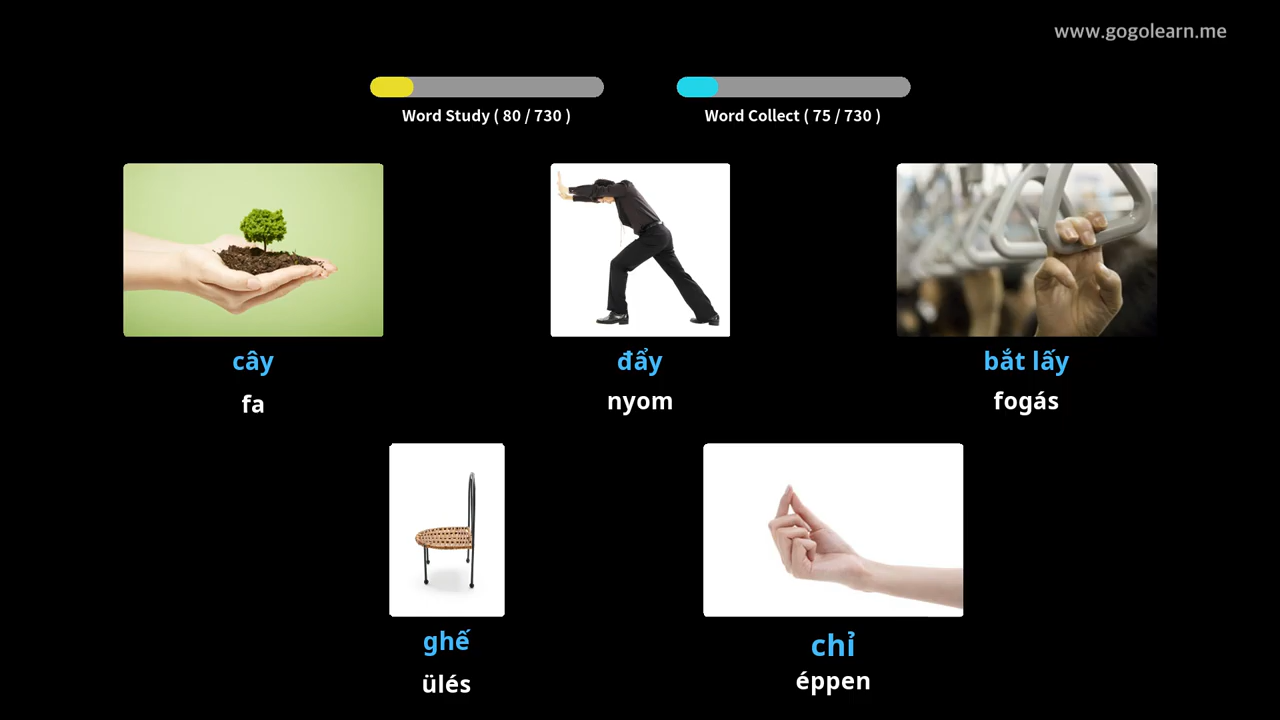 www.gogolearn.me
Word Study ( 80 / 730 )
Word Collect ( 75 / 730 )
cây
đẩy
bắt lấy
fa
nyom
fogás
ghế
chỉ
ülés
éppen